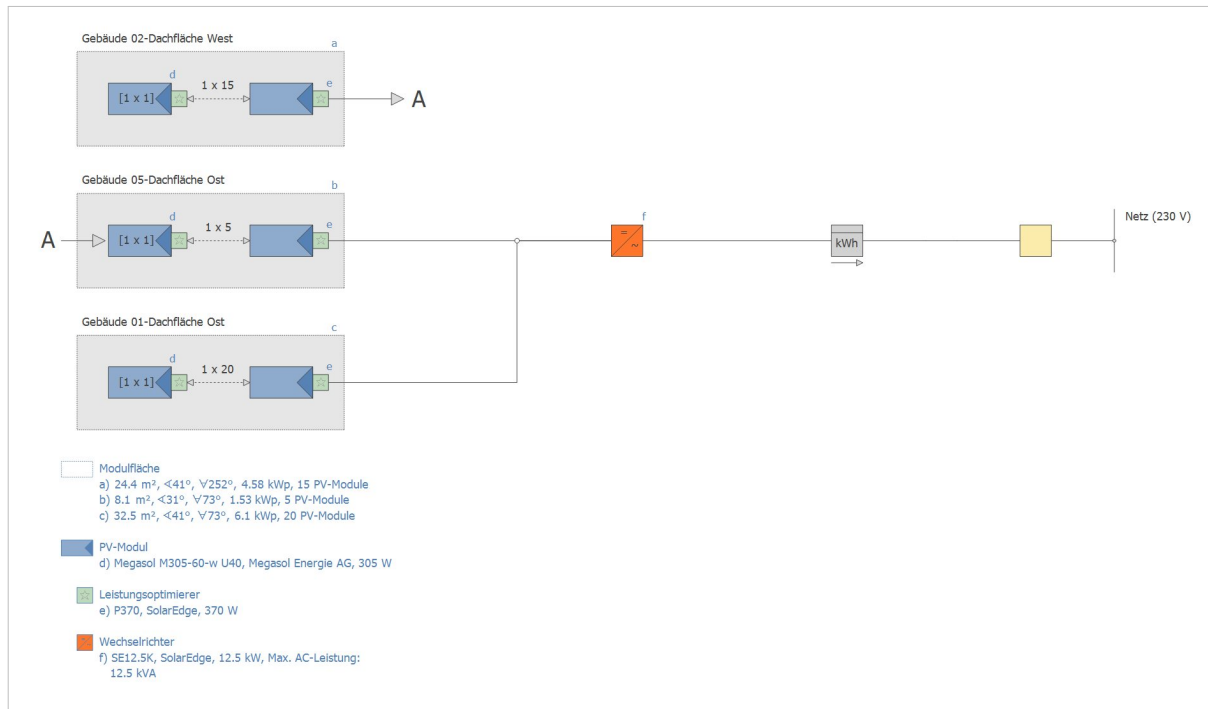 Gebäude 02-Dachfläche West
a
d
e
[1 x 1]
1 x 15
A
Gebäude 05-Dachfläche Ost
b
d
e
A
[1 x 1]
1 x 5
f
=
~
kWh
Netz (230 V)
Gebäude 01-Dachfläche Ost
c
d
e
[1 x 1]
1 x 20
Modulfläche
a) 24.4 m², ∢41°, ∀252°, 4.58 kWp, 15 PV-Module
b) 8.1 m², ∢31°, ∀73°, 1.53 kWp, 5 PV-Module
c) 32.5 m², ∢41°, ∀73°, 6.1 kWp, 20 PV-Module
PV-Modul
d) Megasol M305-60-w U40, Megasol Energie AG, 305 W
Leistungsoptimierer
e) P370, SolarEdge, 370 W
Wechselrichter
f) SE12.5K, SolarEdge, 12.5 kW, Max. AC-Leistung:
12.5 kVA